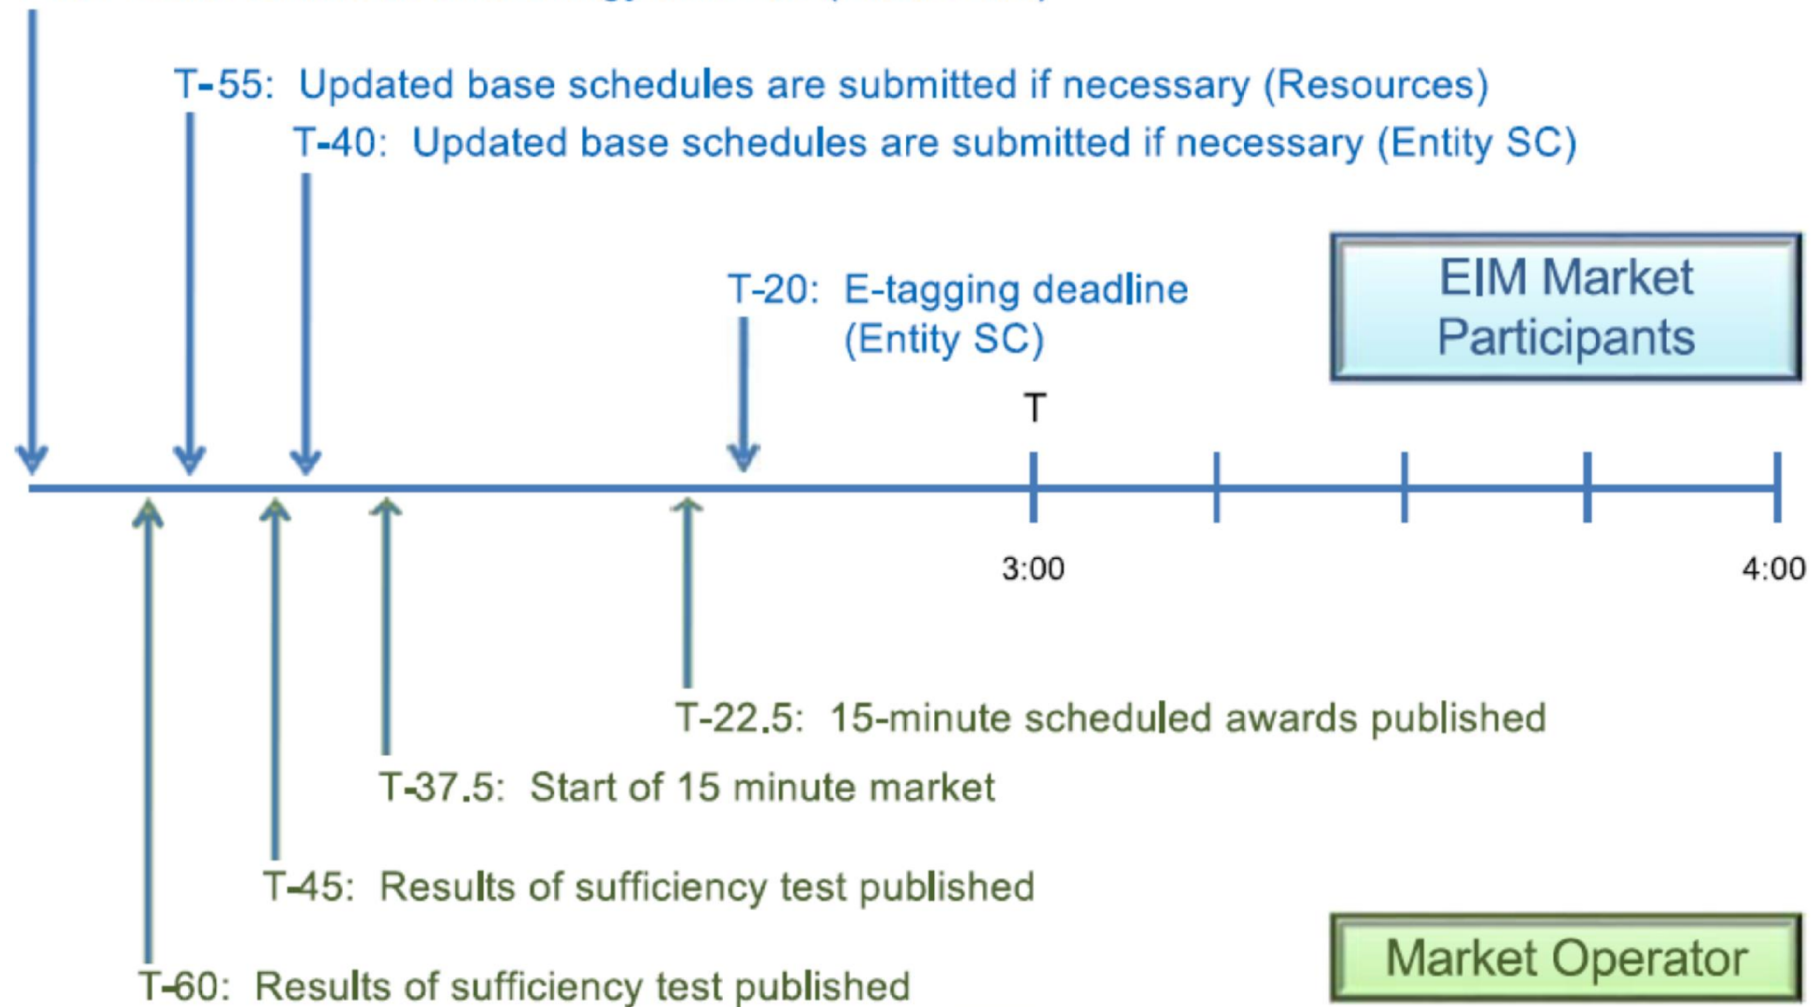 T-55: Updated base schedules are submitted if necessary (Resources)
T-40: Updated base schedules are submitted if necessary (Entity SC)
T-20: E-tagging deadline
(Entity SC)
EIM Market
Participants
T
3:00
4:00
T-22.5: 15-minute scheduled awards published
T-37.5: Start of 15 minute market
T-45: Results of sufficiency test published
Market Operator
T-60: Results of sufficiency test published